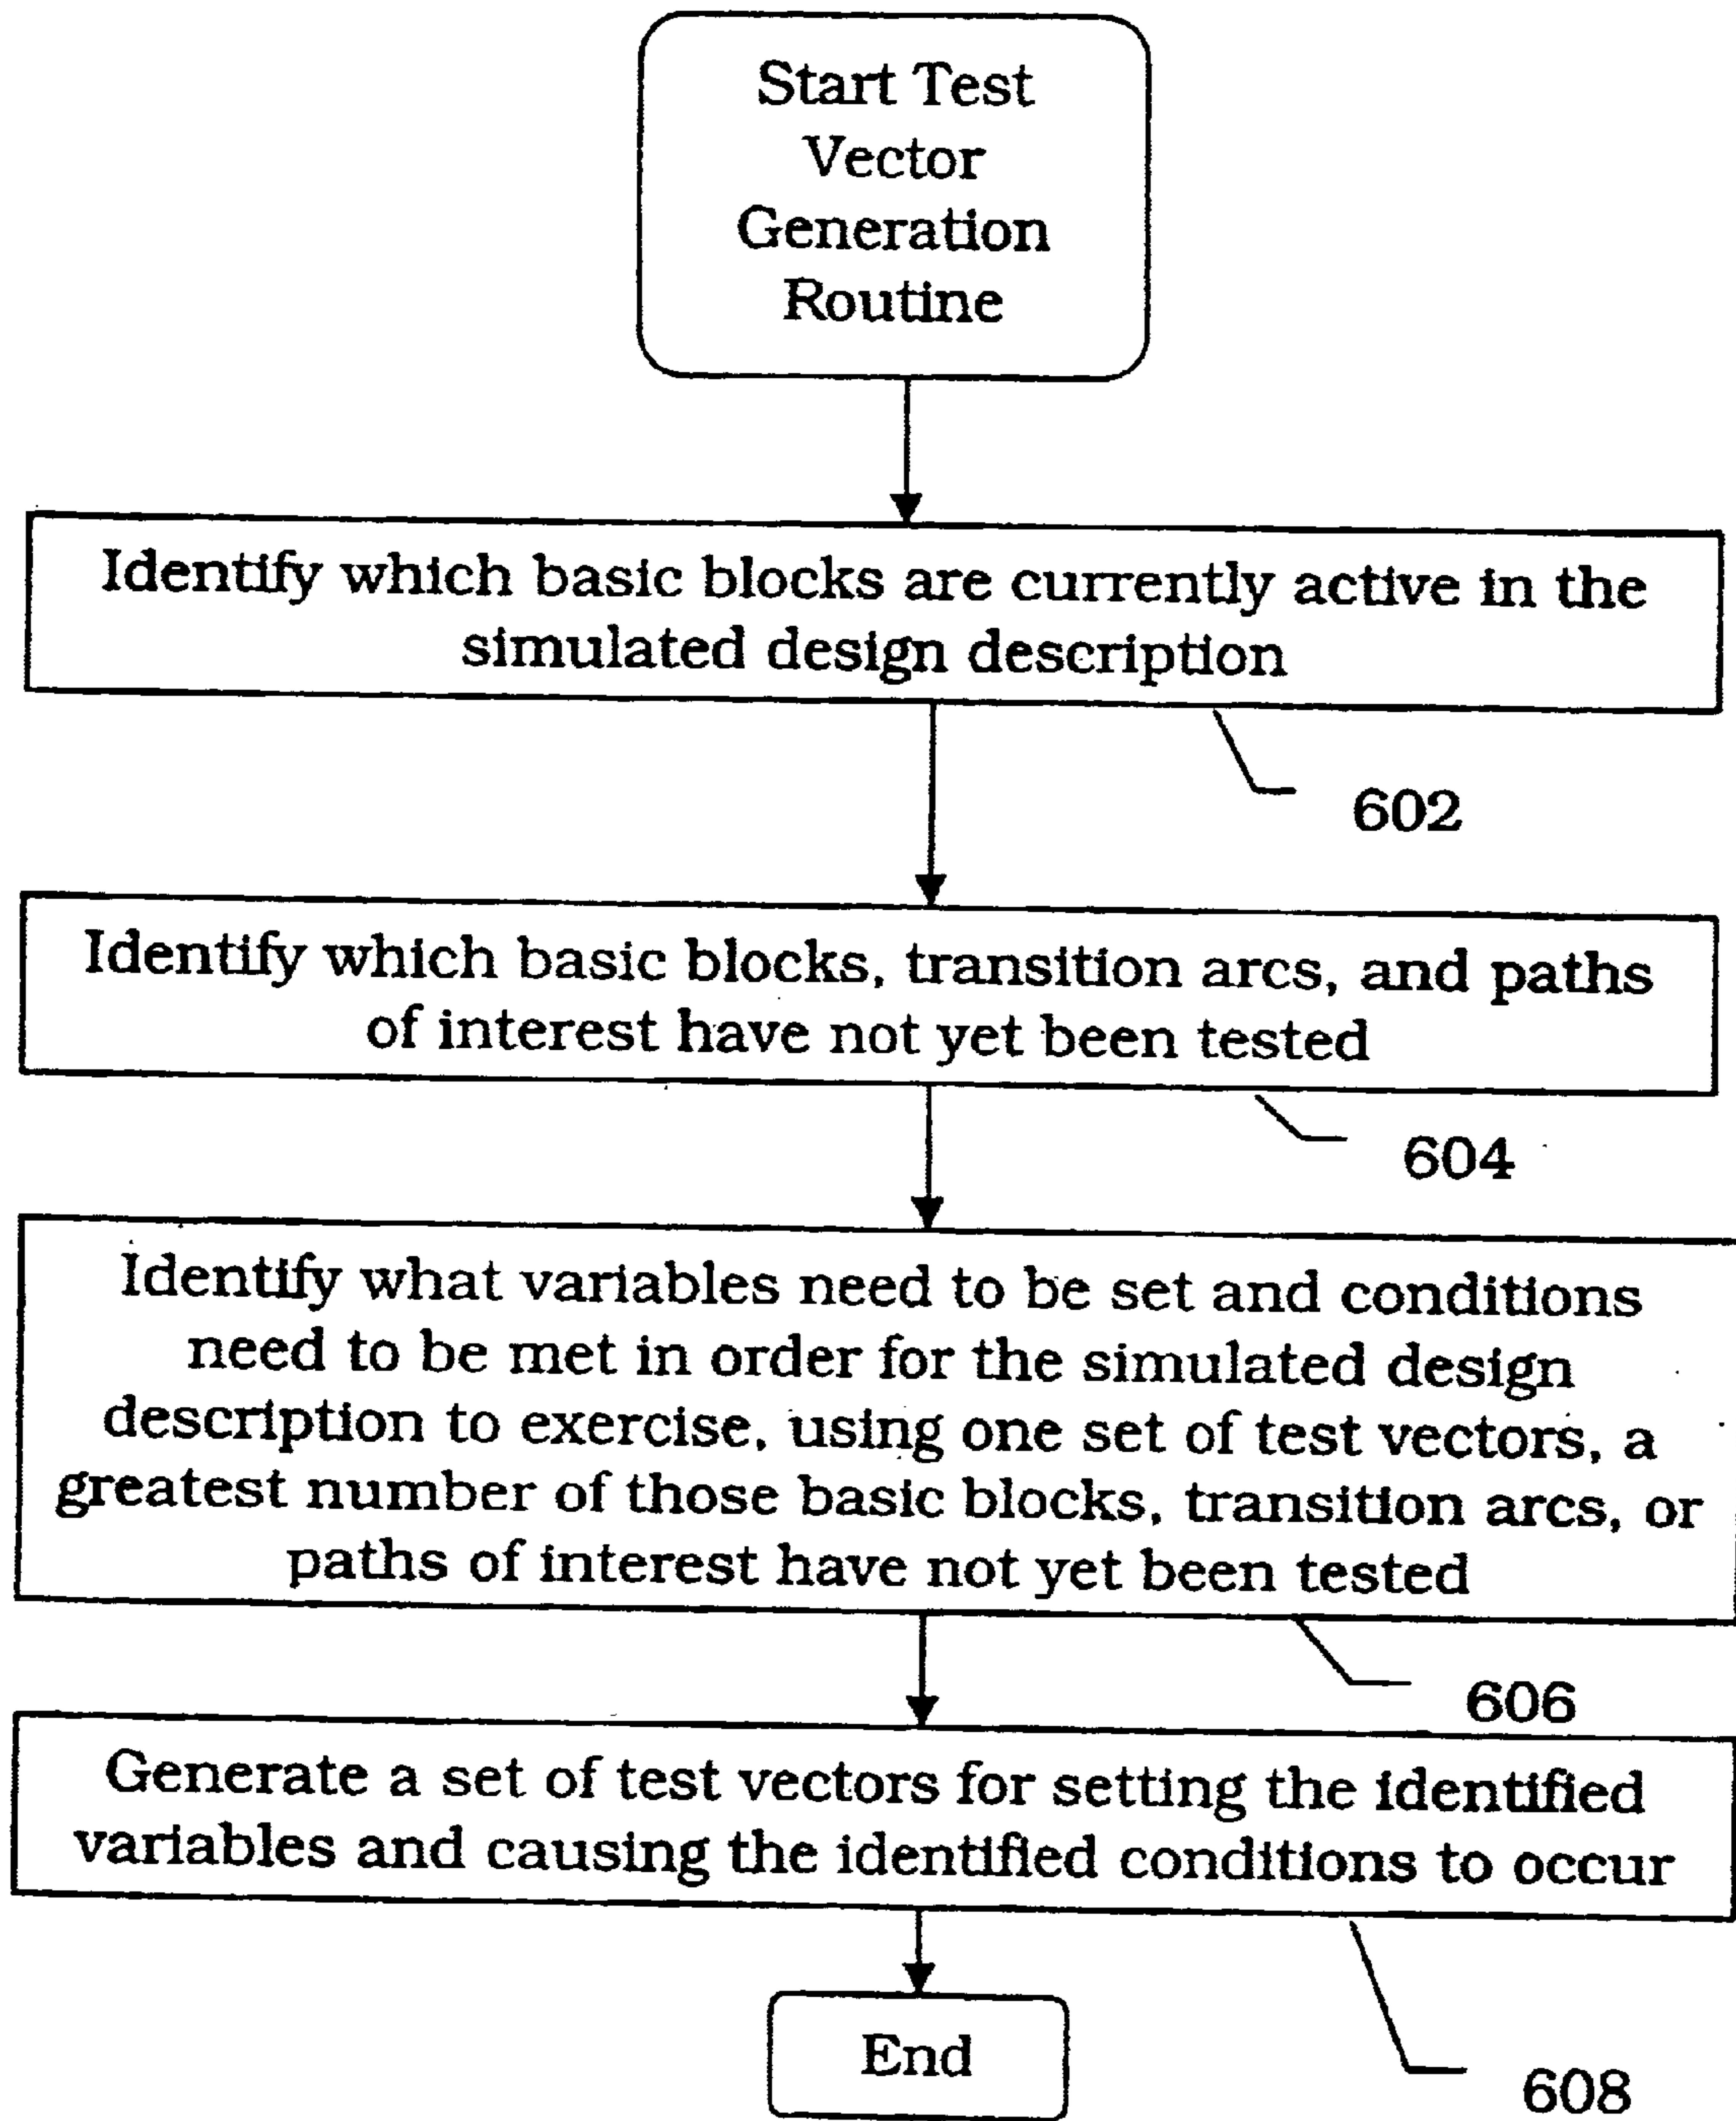 Start Test
Vector
Generation
Routine
Identify which basic blocks are currently active in the
simulated design description
602
Identify which basic blocks, transition arcs, and paths
of interest have not yet been tested
604
Identify what variables need to be set and conditions
need to be met in order for the simulated design
description to exercise, using one set of test vectors, a
greatest number of those basic blocks, transition arcs, or
paths of interest have not yet been tested
606
Generate a set of test vectors for setting the identified
variables and causing the identified conditions to occur
608
End